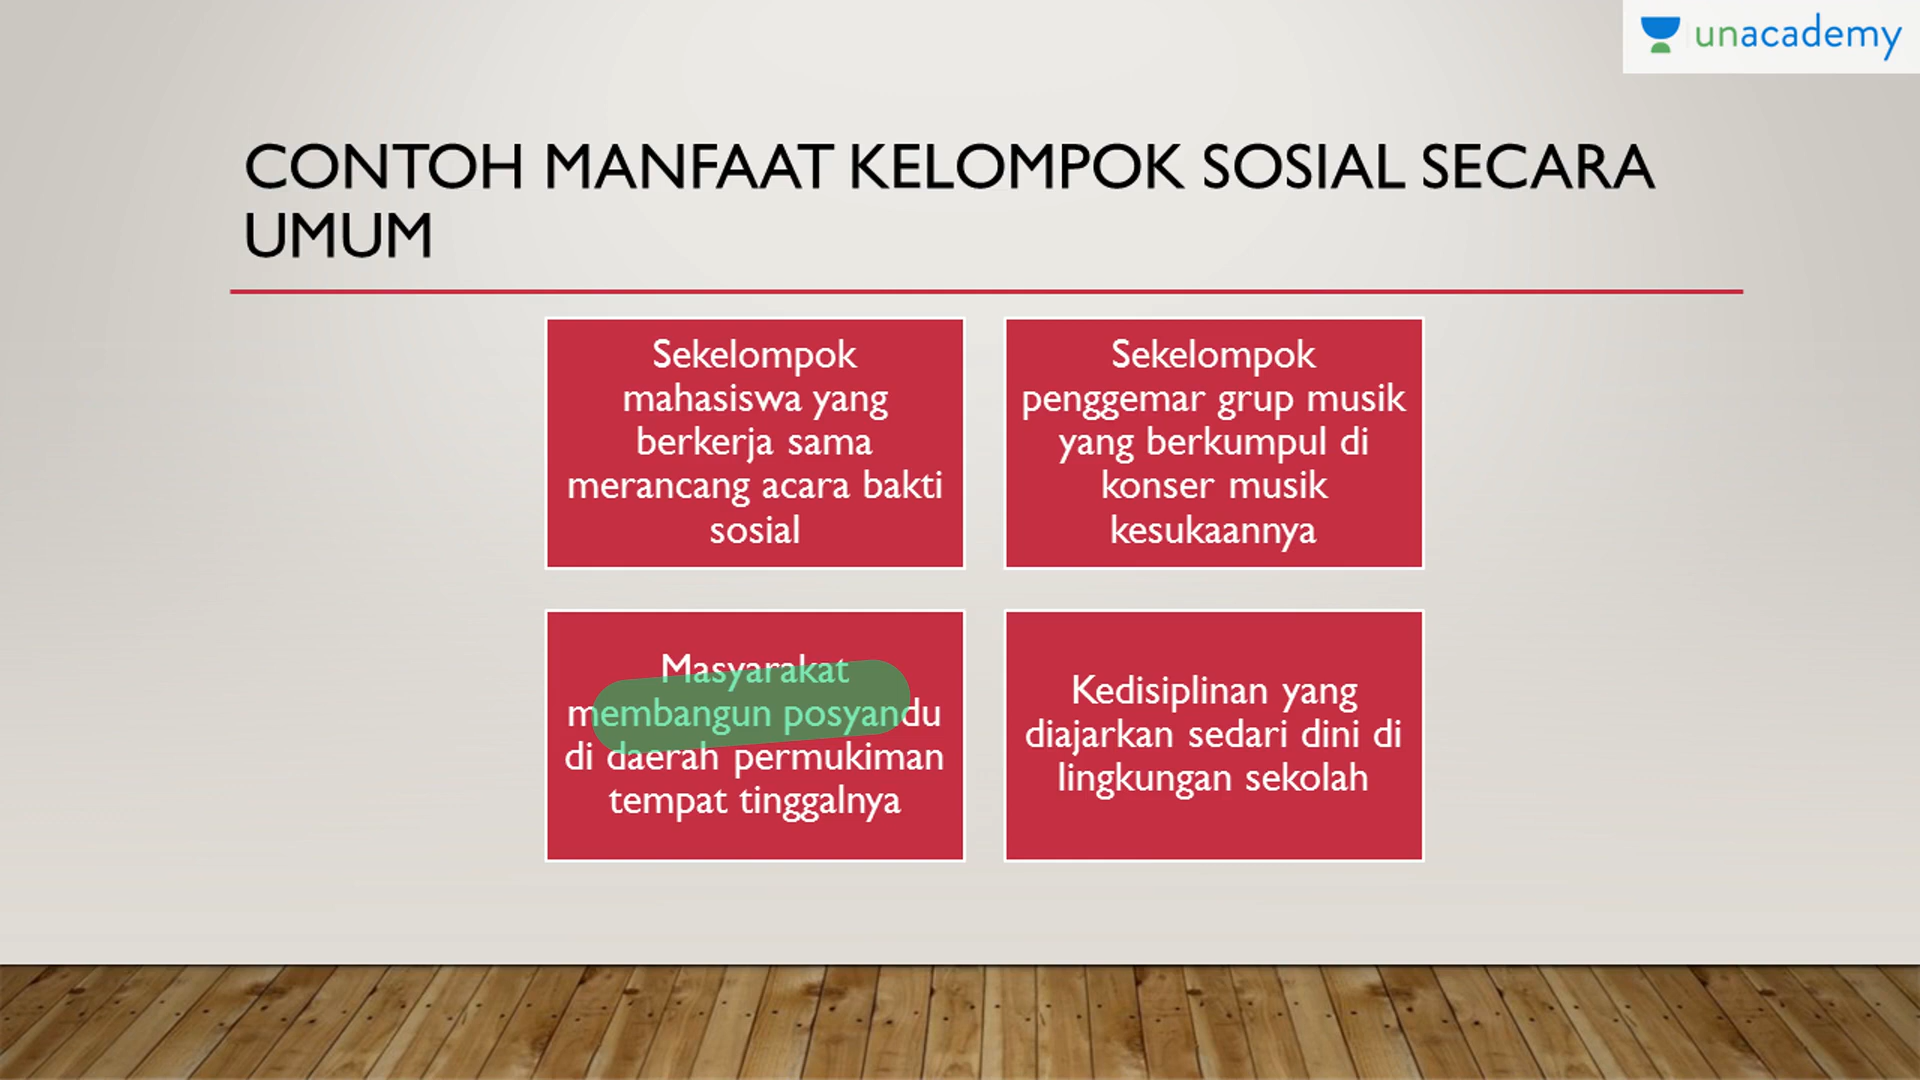 unacademy
CONTOH MANFAAT KELOMPOK SOSIAL SECARA
UMUM
Sekelompok
mahasiswa yang
berkerja sama
merancang acara bakti
sosial
Sekelompok
penggemar grup musik
yang berkumpul di
konser musik
kesukaannya
Masyarakat
membangun posyandu
di daerah permukiman
tempat tinggalnya
Kedisiplinan yang
diajarkan sedari dini di
lingkungan sekolah